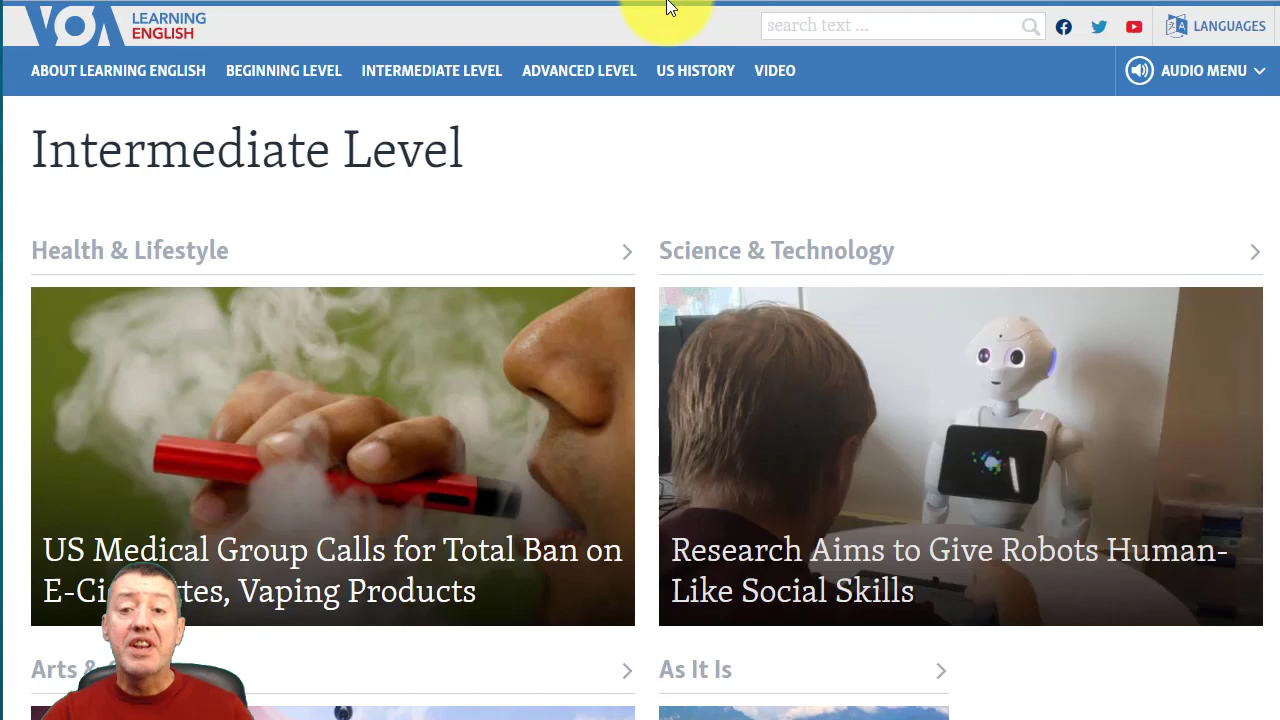 VOA LEARNING
ENGLISH
search text ...
LANGUAGES
ABOUT LEARNING ENGLISH BEGINNING LEVEL INTERMEDIATE LEVEL ADVANCED LEVEL US HISTORY VIDEO AUDIO MENU
Intermediate Level
Health & Lifestyle
Science & Technology
US Medical Group Calls for Total Ban on
E-Ci ttes, Vaping Products
Research Aims to Give Robots Human-
Like Social Skills
Arts &
As It Is